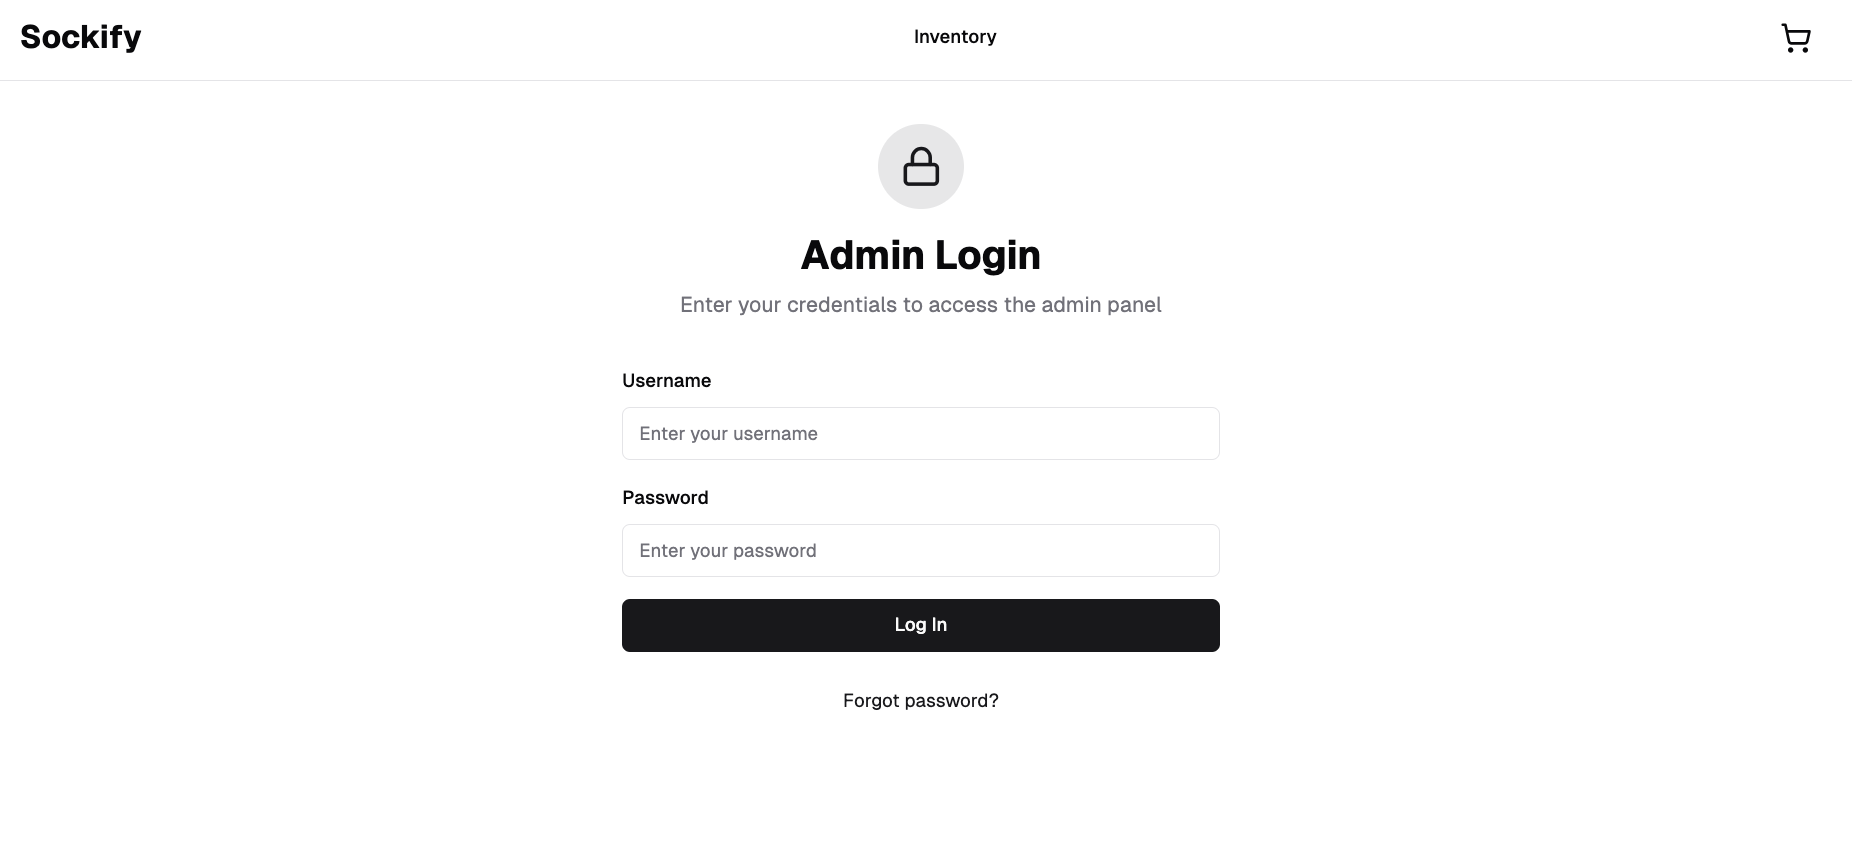 Sockify
Inventory
Admin Login
Enter your credentials to access the admin panel
Username
Enter your username
Password
Enter your password
Log In
Forgot password?